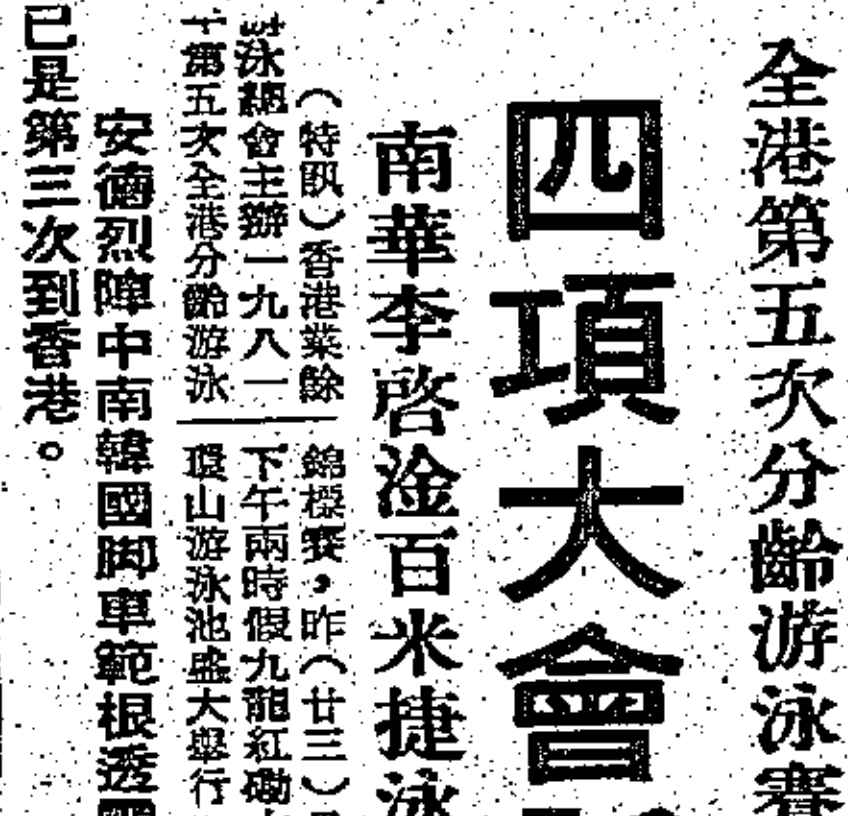 全港第五次分齡游泳賽
四項大會
南華李啓淦百米捷泳
（特訊）香港業餘
泳總會主辦一九八一
第五次全港分齡游泳
錦標賽，昨（廿三）
下午兩時假九龍紅磡
環山游泳池盛大舉行
安德烈陣中南韓國脚車範根透
已是第三次到香港。